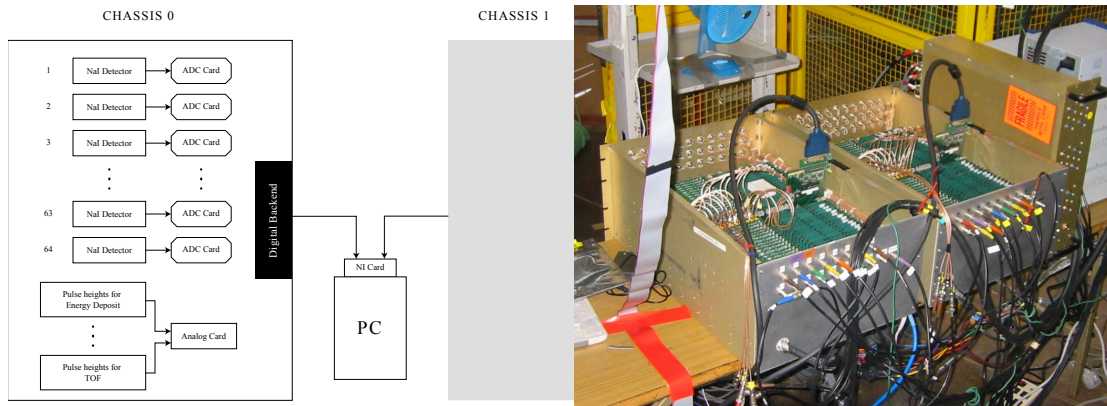 CHASSIS 0
CHASSIS 1
1
NaI Detector
ADC Card
2
NaI Detector
ADC Card
3
NaI Detector
ADC Card
63
NaI Detector
ADC Card
64
NaI Detector
ADC Card
Digital Backend
Pulse heights for
Energy Deposit
Analog Card
Pulse heights for
TOF
NI Card
PC
FRAGILE